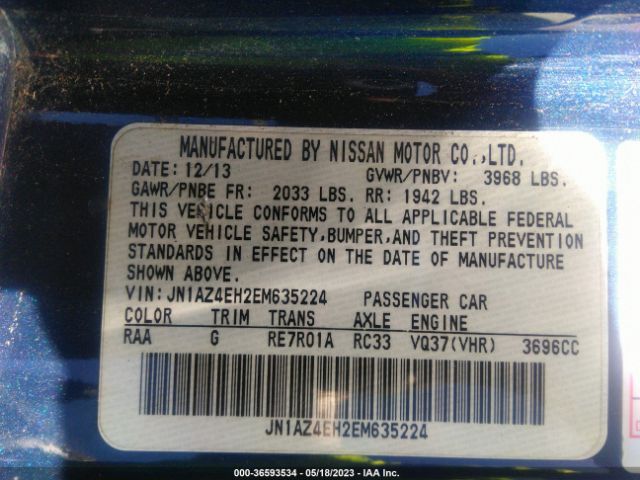 MANUFACTURED BY NISSAN MOTOR CO.,LTD.
DATE: 12/13 GVWR/PNBV: 3968 LBS.
GAWR/PNBE FR: 2033 LBS. RR: 1942 LBS.
THIS VEHICLE CONFORMS TO ALL APPLICABLE FEDERAL
MOTOR VEHICLE SAFETY,BUMPER,AND THEFT PREVENTION
STANDARDS IN EFFECT ON THE DATE OF MANUFACTURE
SHOWN ABOVE.
VIN: JN1AZ4EH2EM635224 PASSENGER CAR
COLOR TRIM TRANS AXLE ENGINE
RAA G RE7R01A RC33 VQ37(VHR) 3696CC
JN1AZ4EH2EM635224
000-36593534 - 05/18/2023 - IAA Inc.